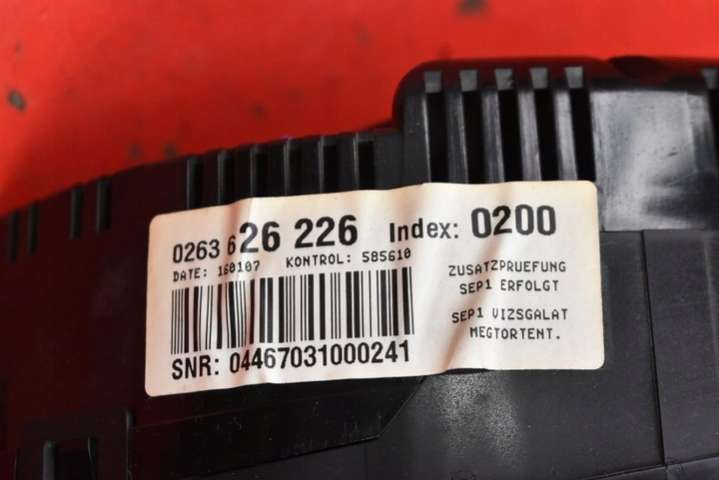 0263 626 226 Index: 0200
DATE: 160107 KONTROL: 585610
ZUSATZPRUEFUNG
SEP1 ERFOLGT
SEP1 VIZSGALAT
MEGTORTENT.
SNR: 04467031000241